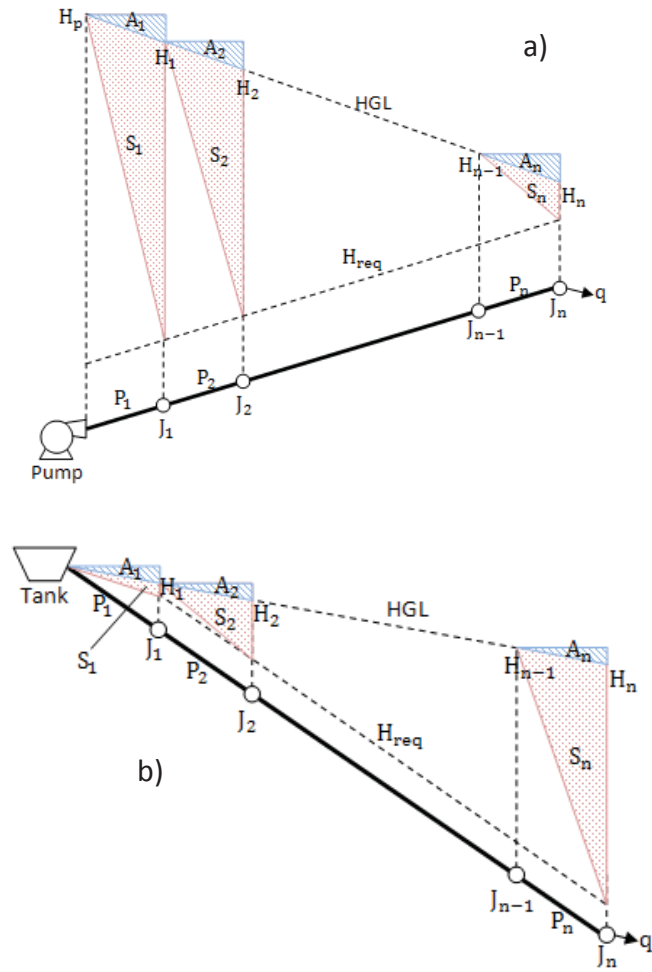 Hₚ A₁ a)
H₁ A₂
H₂
HGL
S₁ S₂
Hₙ₋₁ Aₙ
Sₙ Hₙ
Hreq
Pₙ
Jₙ q
Jₙ₋₁
P₁ P₂
J₁ J₂
Pump
Tank A₁ H₁ A₂
P₁ H₂ HGL
S₁ S₂
J₁ P₂
J₂
Hₙ₋₁ Aₙ
Hₙ
Hreq Sₙ
b)
Jₙ₋₁
Pₙ q
Jₙ